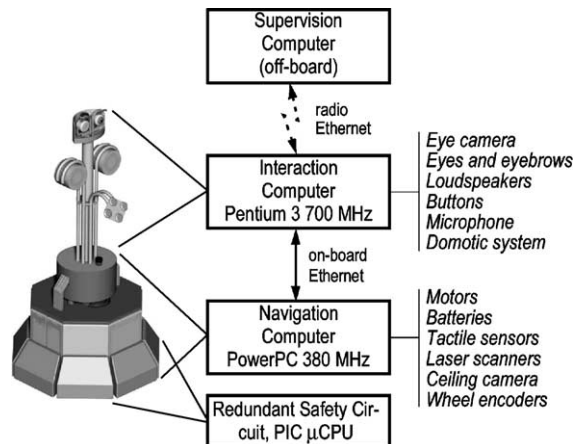 Supervision
Computer
(off-board)
radio
Ethernet
Interaction
Computer
Pentium 3 700 MHz
Eye camera
Eyes and eyebrows
Loudspeakers
Buttons
Microphone
Domotic system
on-board
Ethernet
Navigation
Computer
PowerPC 380 MHz
Motors
Batteries
Tactile sensors
Laser scanners
Ceiling camera
Wheel encoders
Redundant Safety Cir-
cuit, PIC µCPU